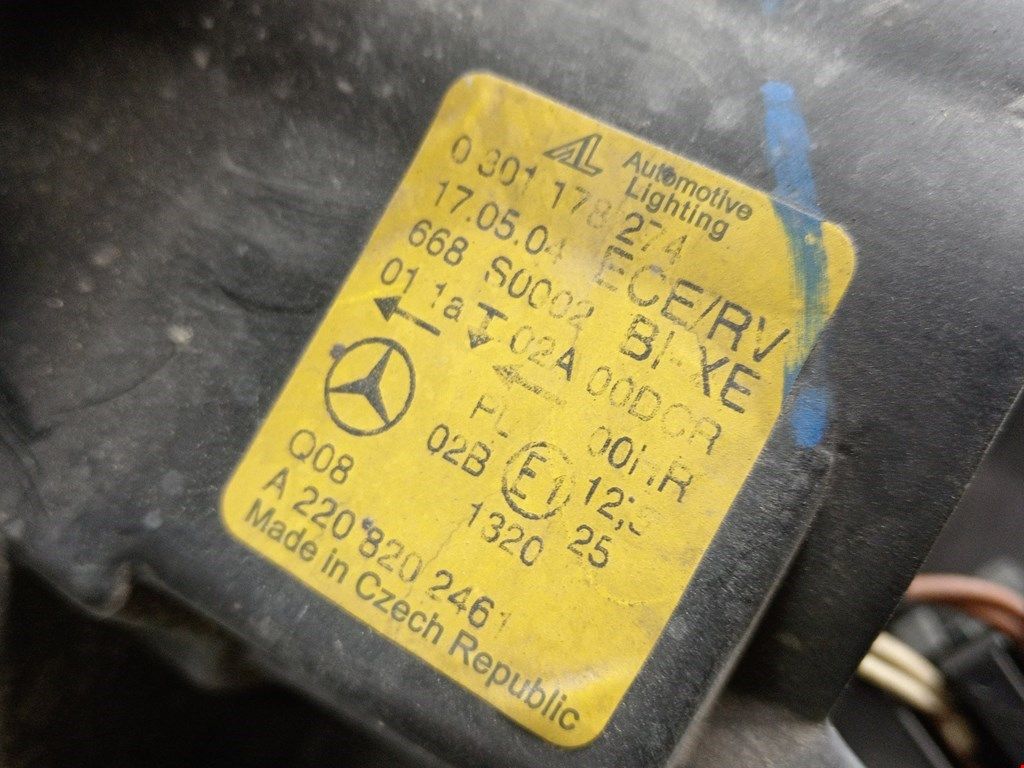 AL Automotive Lighting
0 301 178 274
17.05.04 ECE/RV
668 S0002 BI-XE
01 1a 02A 00DCR
PL 00HR
02B E1 12,5
1320 25
Q08
A 220 820 2461
Made in Czech Republic